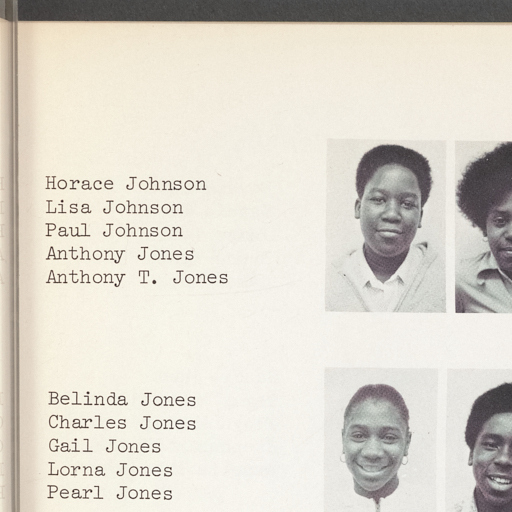 Horace Johnson
Lisa Johnson
Paul Johnson
Anthony Jones
Anthony T. Jones
Belinda Jones
Charles Jones
Gail Jones
Lorna Jones
Pearl Jones